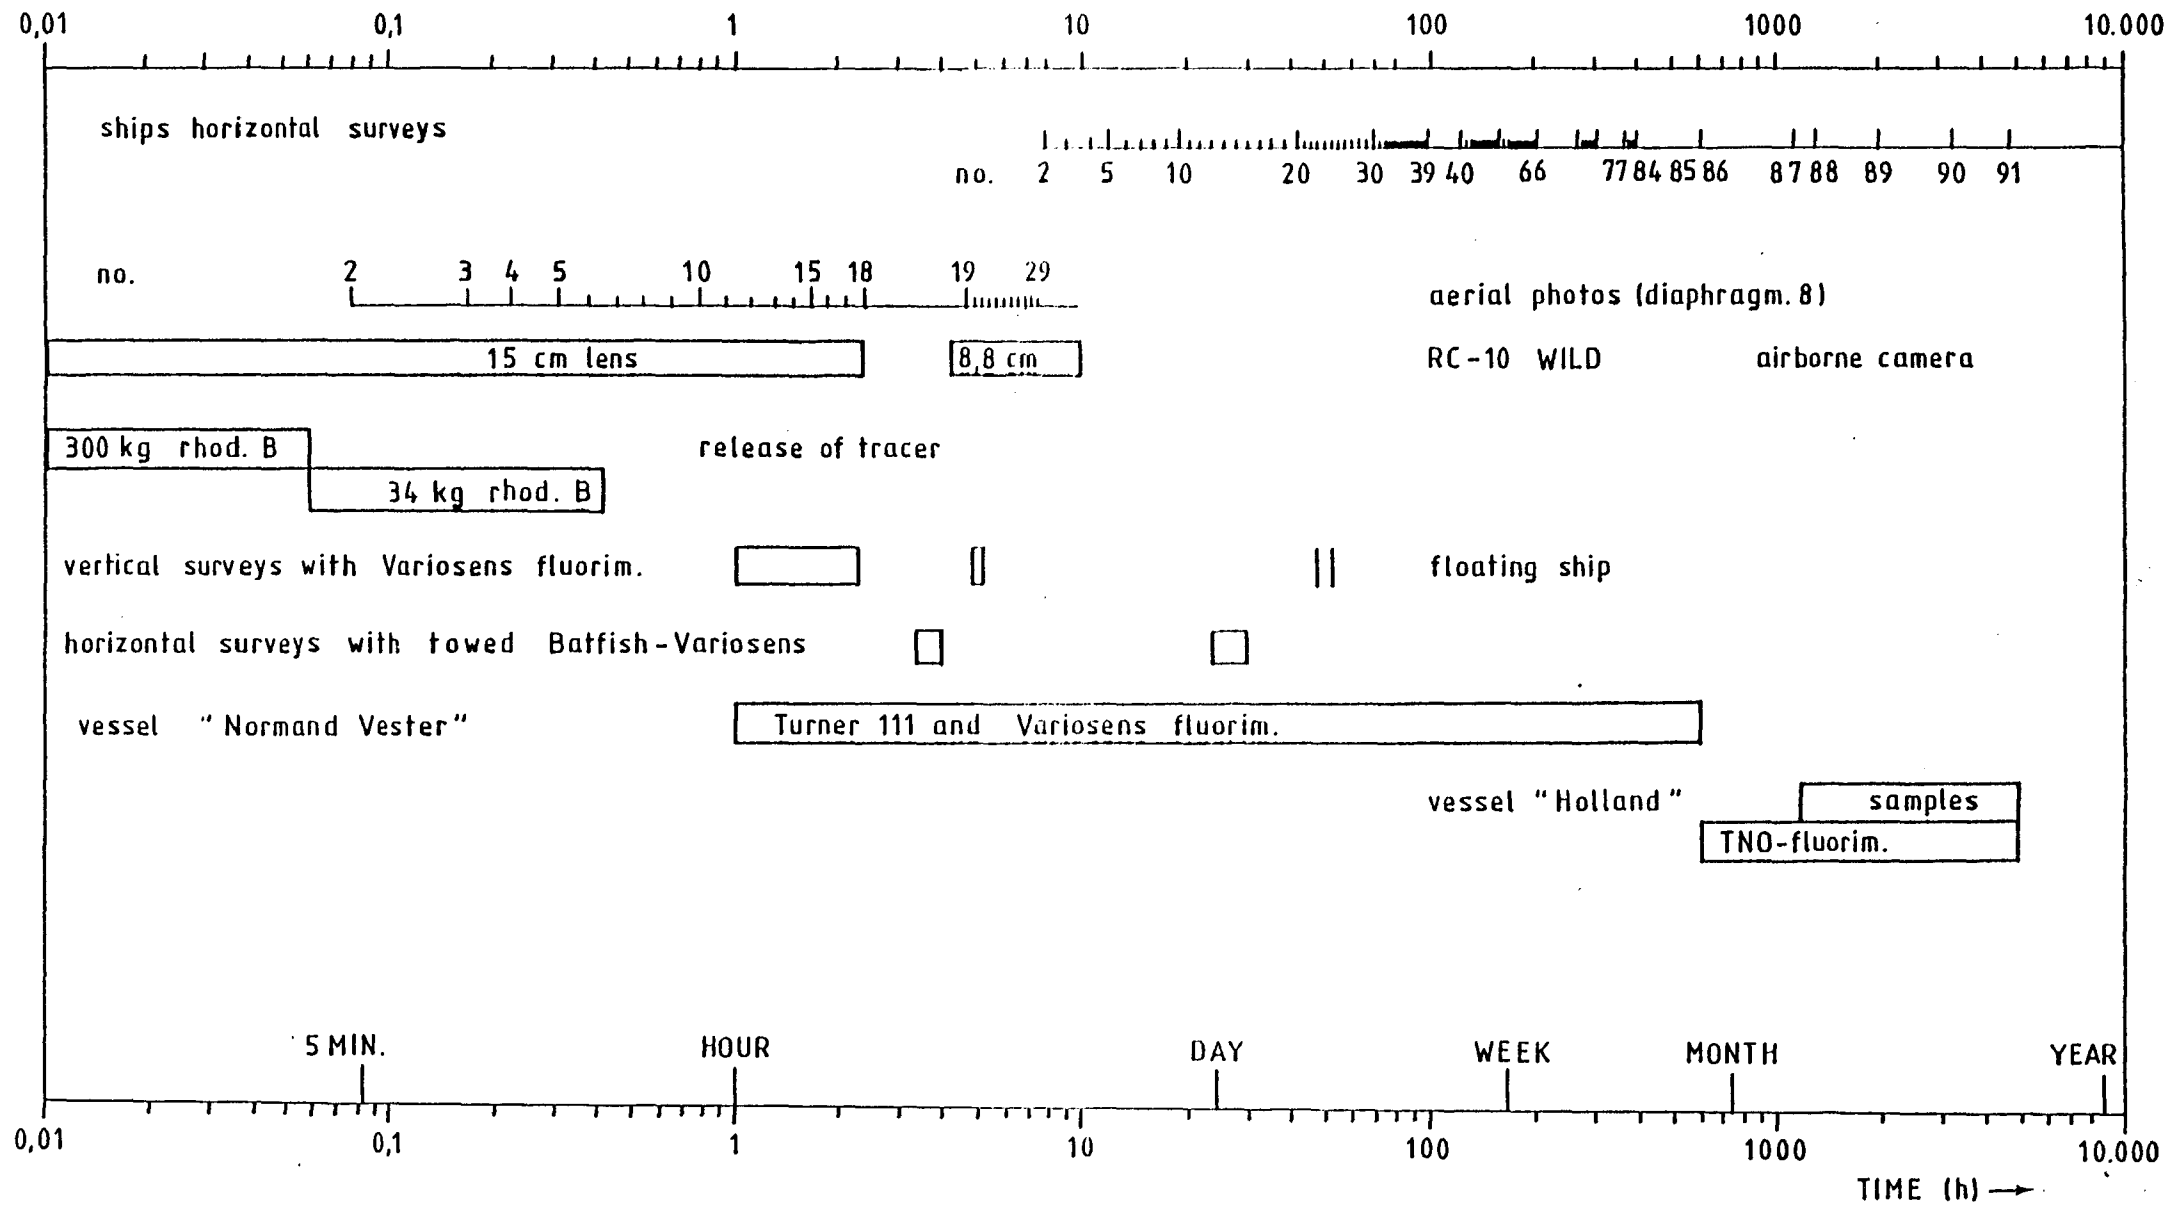 0,01 0,1 1 10 100 1000 10.000
ships horizontal surveys
no. 2 5 10 20 30 39 40 66 77 84 85 86 87 88 89 90 91
no. 2 3 4 5 10 15 18 19 29
aerial photos (diaphragm. 8)
15 cm lens 8,8 cm RC-10 WILD airborne camera
300 kg rhod. B release of tracer
34 kg rhod. B
vertical surveys with Variosens fluorim. floating ship
horizontal surveys with towed Batfish-Variosens
vessel "Normand Vester" Turner 111 and Variosens fluorim.
vessel "Holland" samples
TNO-fluorim.
5 MIN. HOUR DAY WEEK MONTH YEAR
0,01 0,1 1 10 100 1000 10.000
TIME (h)